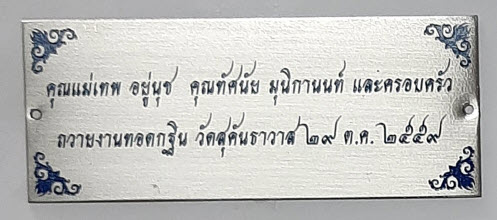 คุณแม่เทพ อยู่นุช คุณทัศนัย มุนิกานนท์ และครอบครัว
ถวายงานทอดกฐิน วัดสุคันธาวาส ๒๙ ต.ค. ๒๕๕๙